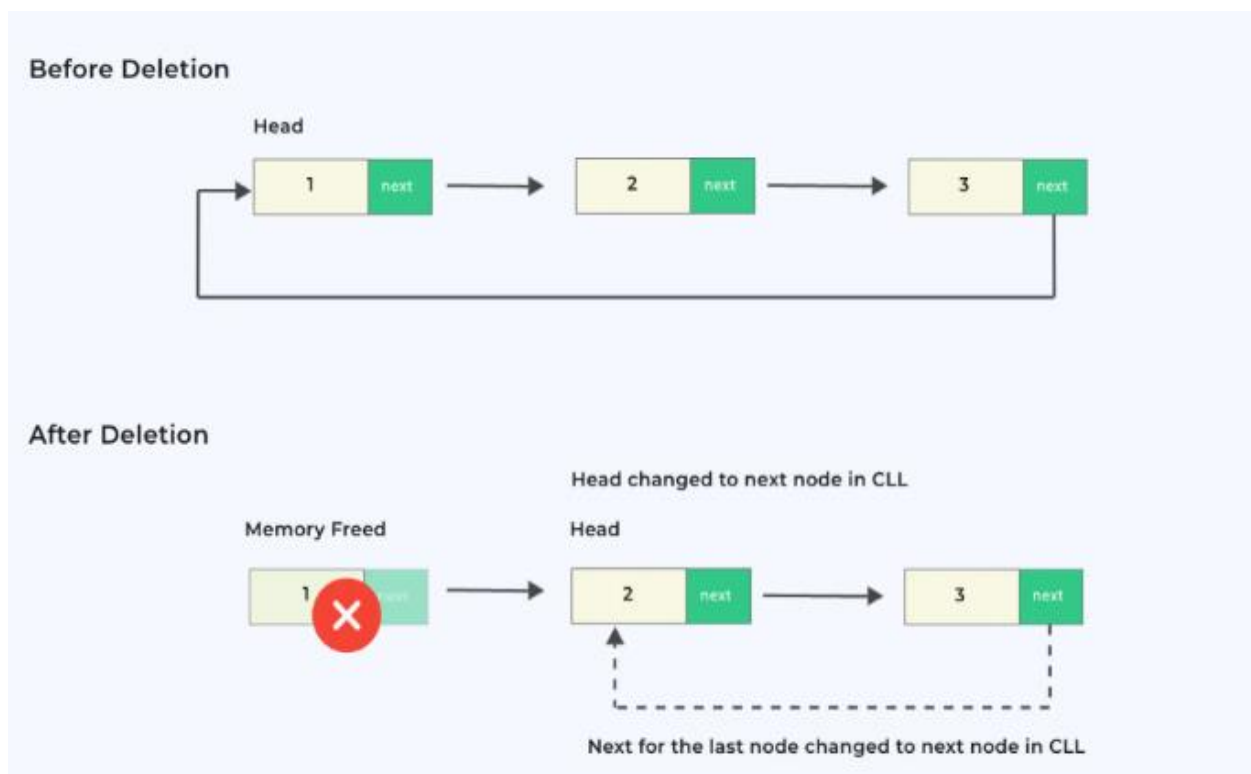 Before Deletion
Head
1 next 2 next 3 next
After Deletion
Head changed to next node in CLL
Memory Freed Head
1 next 2 next 3 next
Next for the last node changed to next node in CLL